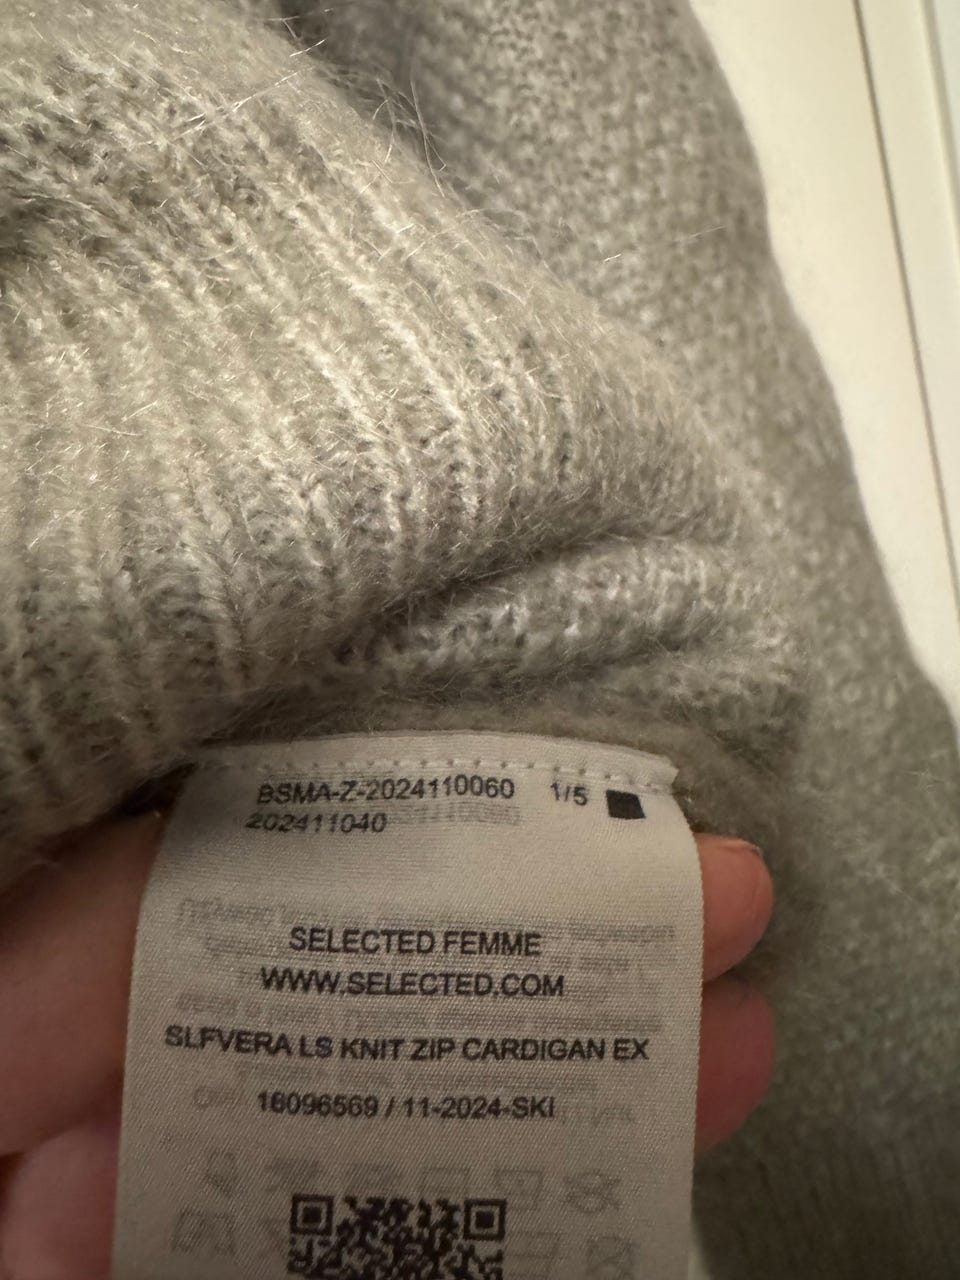 BSMA-Z-2024110060 1/5
202411040
SELECTED FEMME
WWW.SELECTED.COM
SLFVERA LS KNIT ZIP CARDIGAN EX
16096569 / 11-2024-SKI